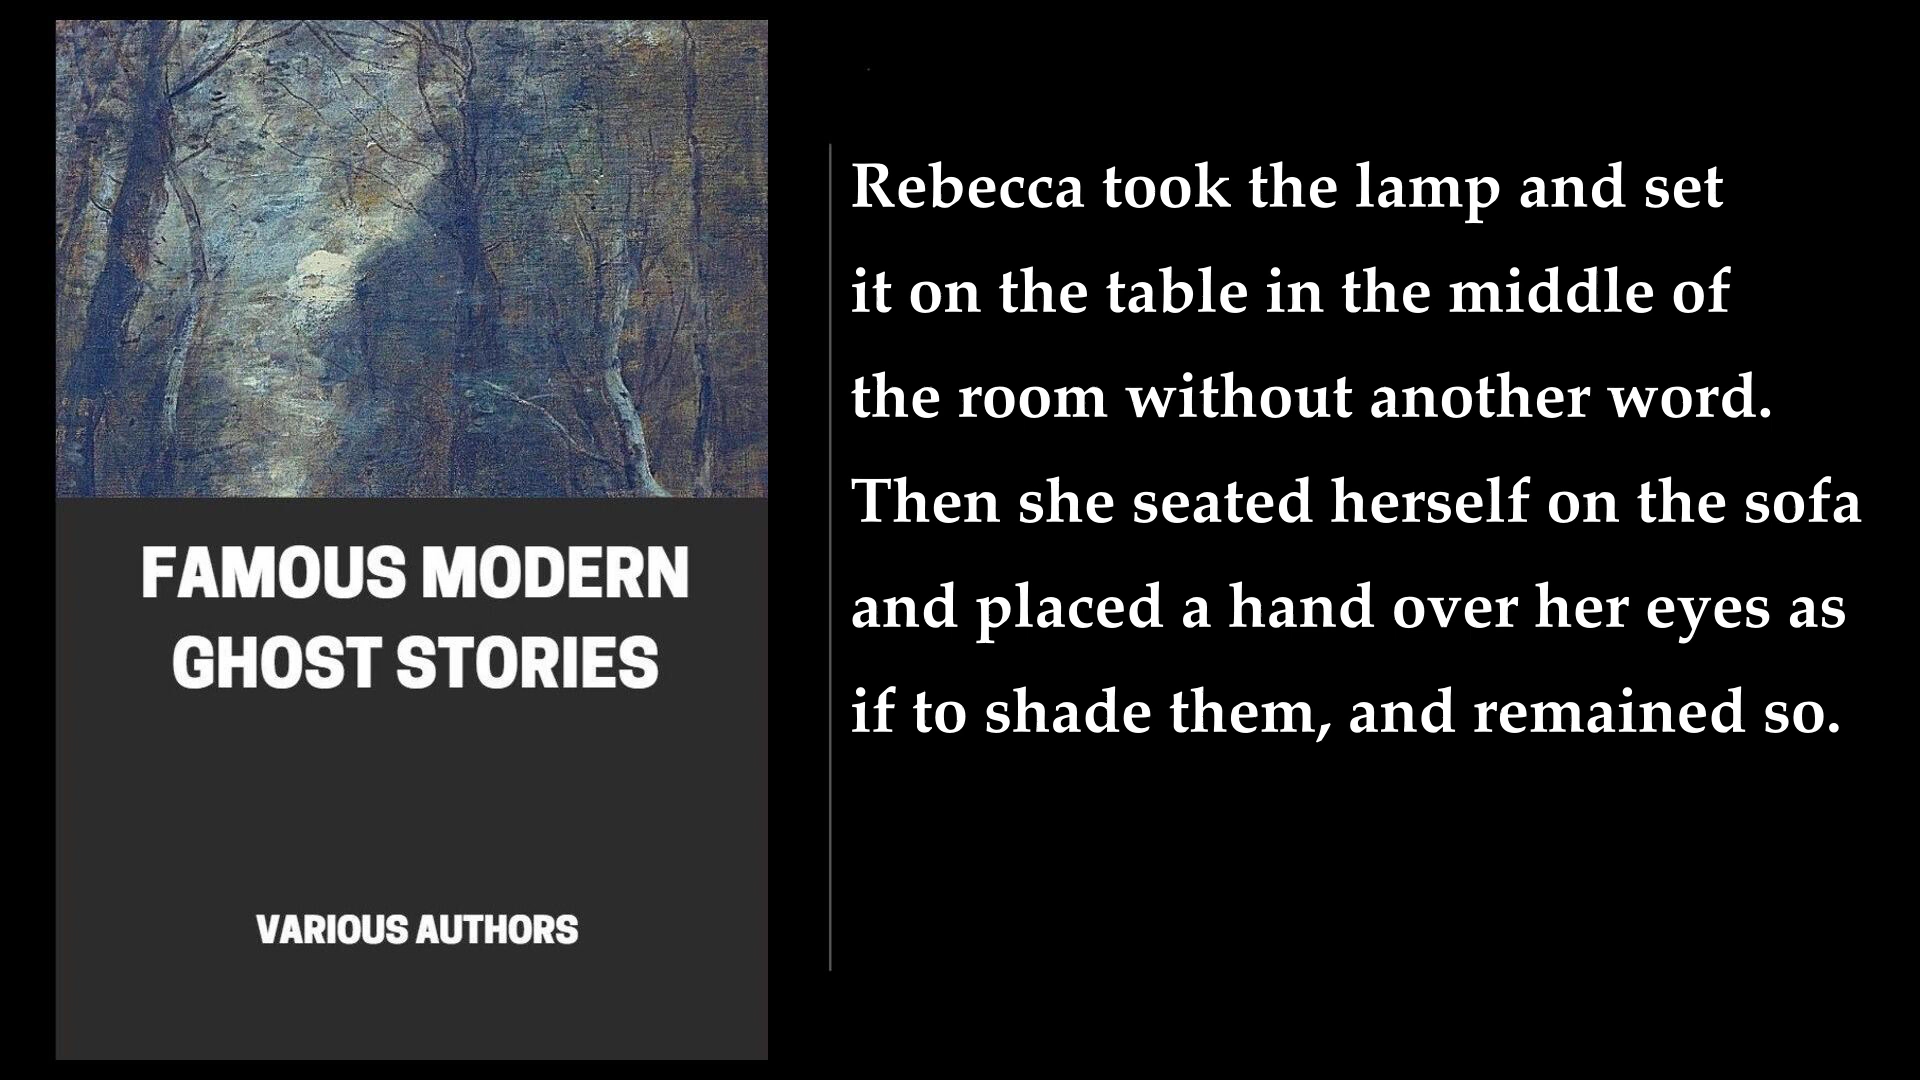 FAMOUS MODERN
GHOST STORIES
VARIOUS AUTHORS
Rebecca took the lamp and set
it on the table in the middle of
the room without another word.
Then she seated herself on the sofa
and placed a hand over her eyes as
if to shade them, and remained so.